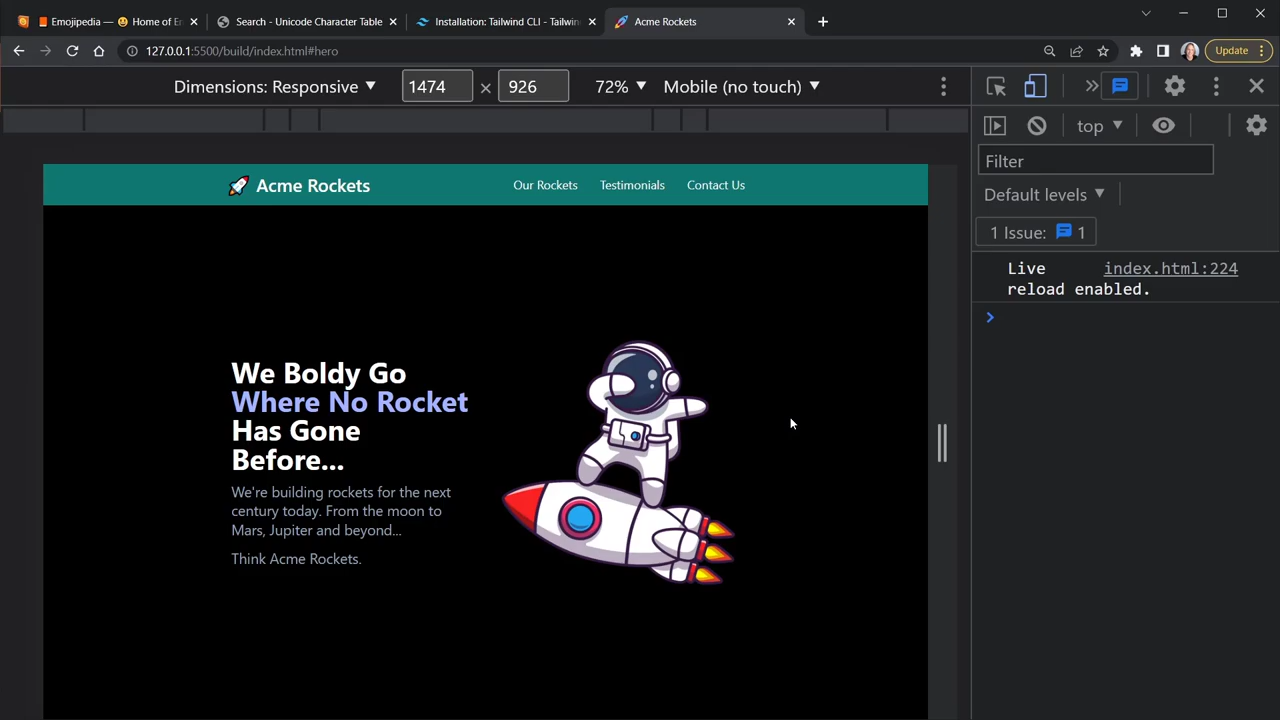 Emojipedia — 😃 Home of Em
Search - Unicode Character Table
Installation: Tailwind CLI - Tailwin
Acme Rockets
127.0.0.1:5500/build/index.html#hero
Update
Dimensions: Responsive
1474 × 926
72%
Mobile (no touch)
top
Filter
Default levels
1 Issue: 1
Live index.html:224
reload enabled.
Acme Rockets
Our Rockets
Testimonials
Contact Us
We Boldy Go
Where No Rocket
Has Gone
Before...
We're building rockets for the next
century today. From the moon to
Mars, Jupiter and beyond...
Think Acme Rockets.